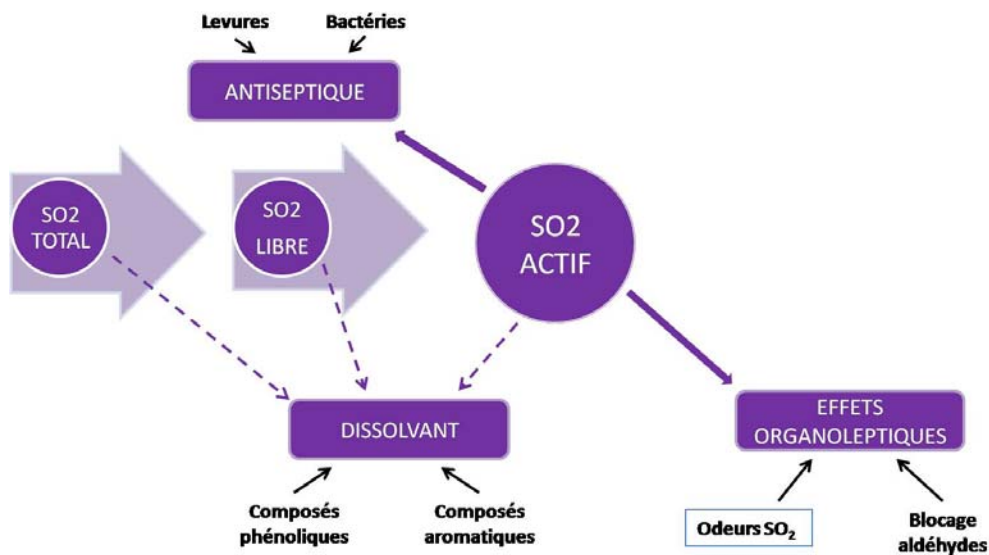 Levures
Bactéries
ANTISEPTIQUE
SO2
TOTAL
SO2
LIBRE
SO2
ACTIF
DISSOLVANT
EFFETS
ORGANOLEPTIQUES
Composés
phénoliques
Composés
aromatiques
Odeurs SO₂
Blocage
aldéhydes